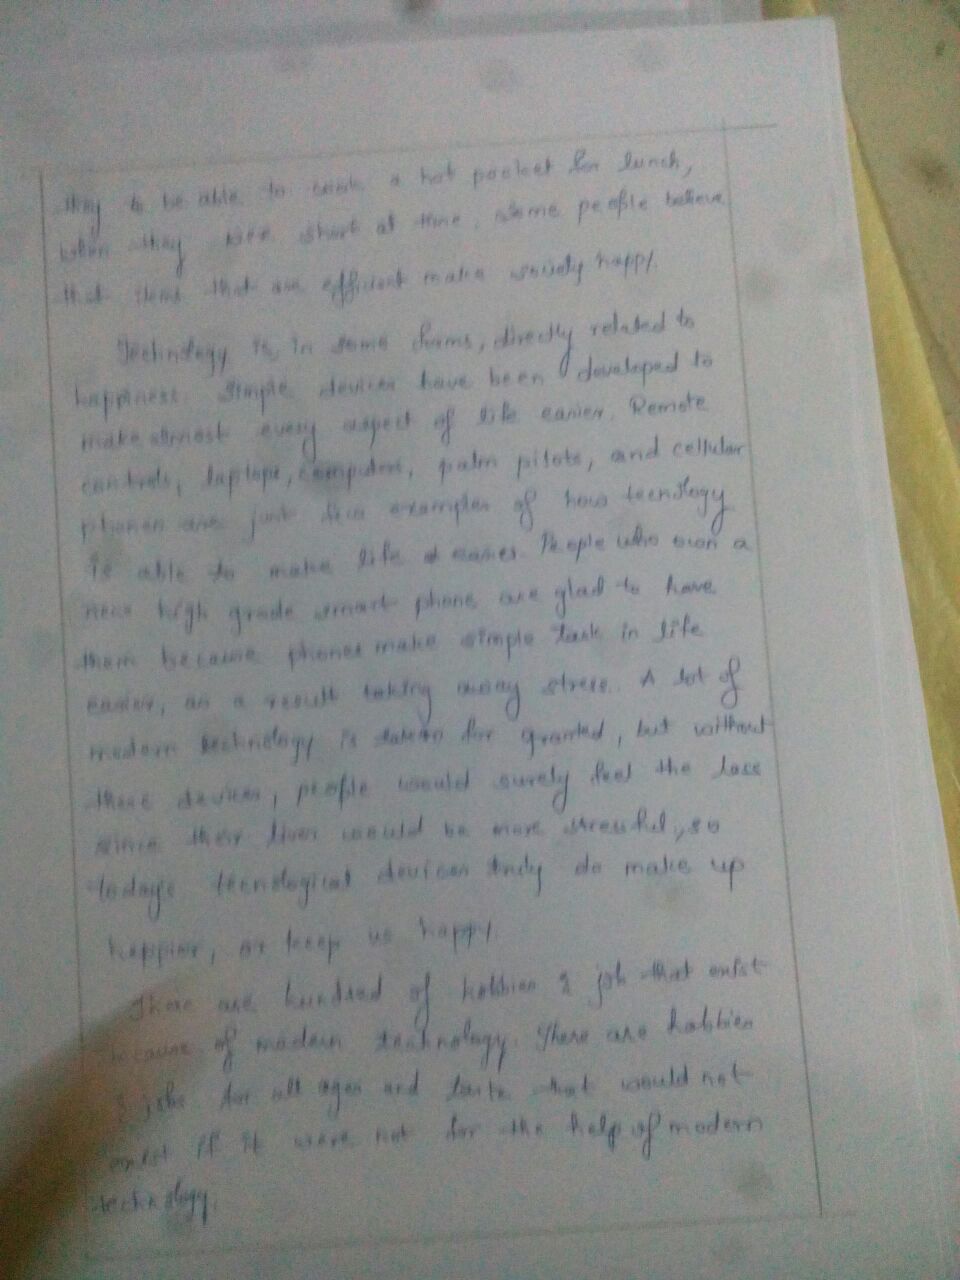 they to be able to cook a hot pocket for lunch,
when they are short at time. some people believe
that items that are efficient make society happy.
Technology is, in some forms, directly related to
happiness. Simple devices have been developed to
make almost every aspect of life easier. Remote
controls, laptops, computers, palm pilots, and cellular
phones are just few examples of how teenology
is able to make life easier. People who own a
new high grade smart phone are glad to have
them because phones make simple task in life
easier, as a result taking away stress. A lot of
modern technology is taken for granted, but without
these devices, people would surely feel the loss
since their lives would be more stressful, so
today's tecnological devices truly do make up
happier, or keep us happy.
There are hundred of hobbies & job that exist
because of modern technology. There are hobbies
& jobs for all ages and taste that would not
exist if it were not for the help of modern
technology.